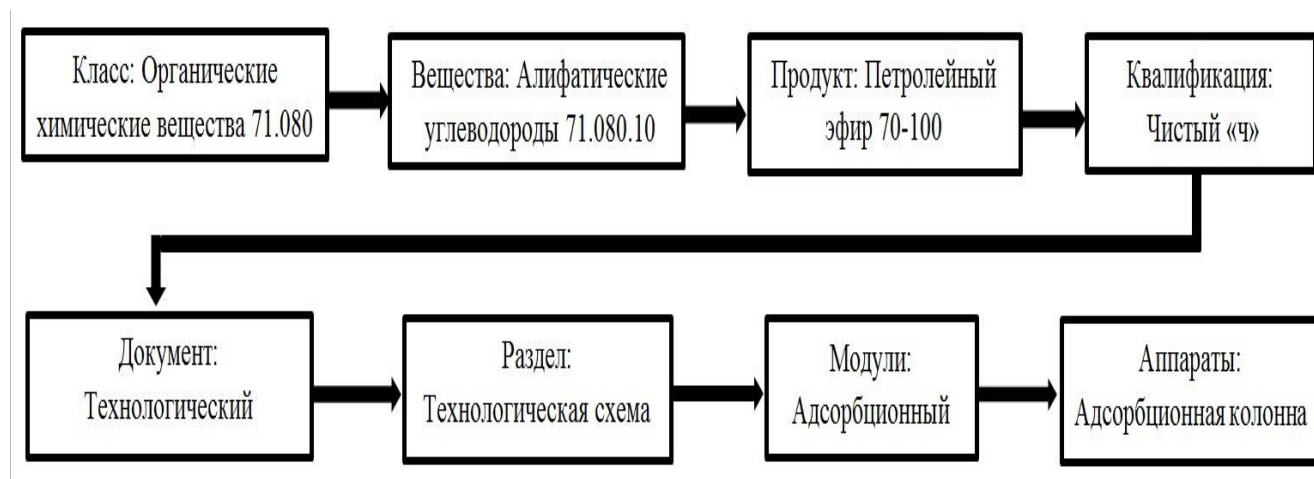 Класс: Органические
химические вещества 71.080
Вещества: Алифатические
углеводороды 71.080.10
Продукт: Петролейный
эфир 70-100
Квалификация:
Чистый «ч»
Документ:
Технологический
Раздел:
Технологическая схема
Модули:
Адсорбционный
Аппараты:
Адсорбционная колонна